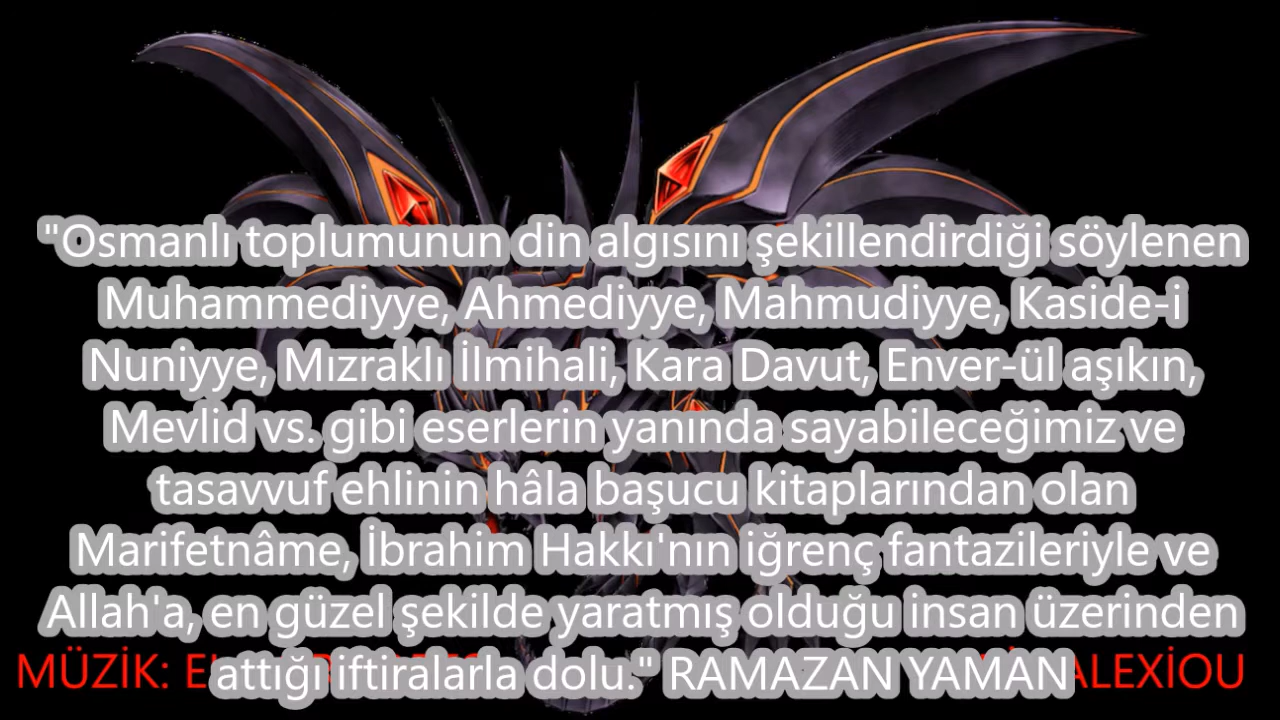 "Osmanlı toplumunun din algısını şekillendirdiği söylenen
Muhammediyye, Ahmediyye, Mahmudiyye, Kaside-i
Nuniyye, Mızraklı İlmihali, Kara Davut, Enver-ül aşıkın,
Mevlid vs. gibi eserlerin yanında sayabileceğimiz ve
tasavvuf ehlinin hâla başucu kitaplarından olan
Marifetnâme, İbrahim Hakkı'nın iğrenç fantazileriyle ve
Allah'a, en güzel şekilde yaratmış olduğu insan üzerinden
attığı iftiralarla dolu." RAMAZAN YAMAN
MÜZİK: ALEXİOU